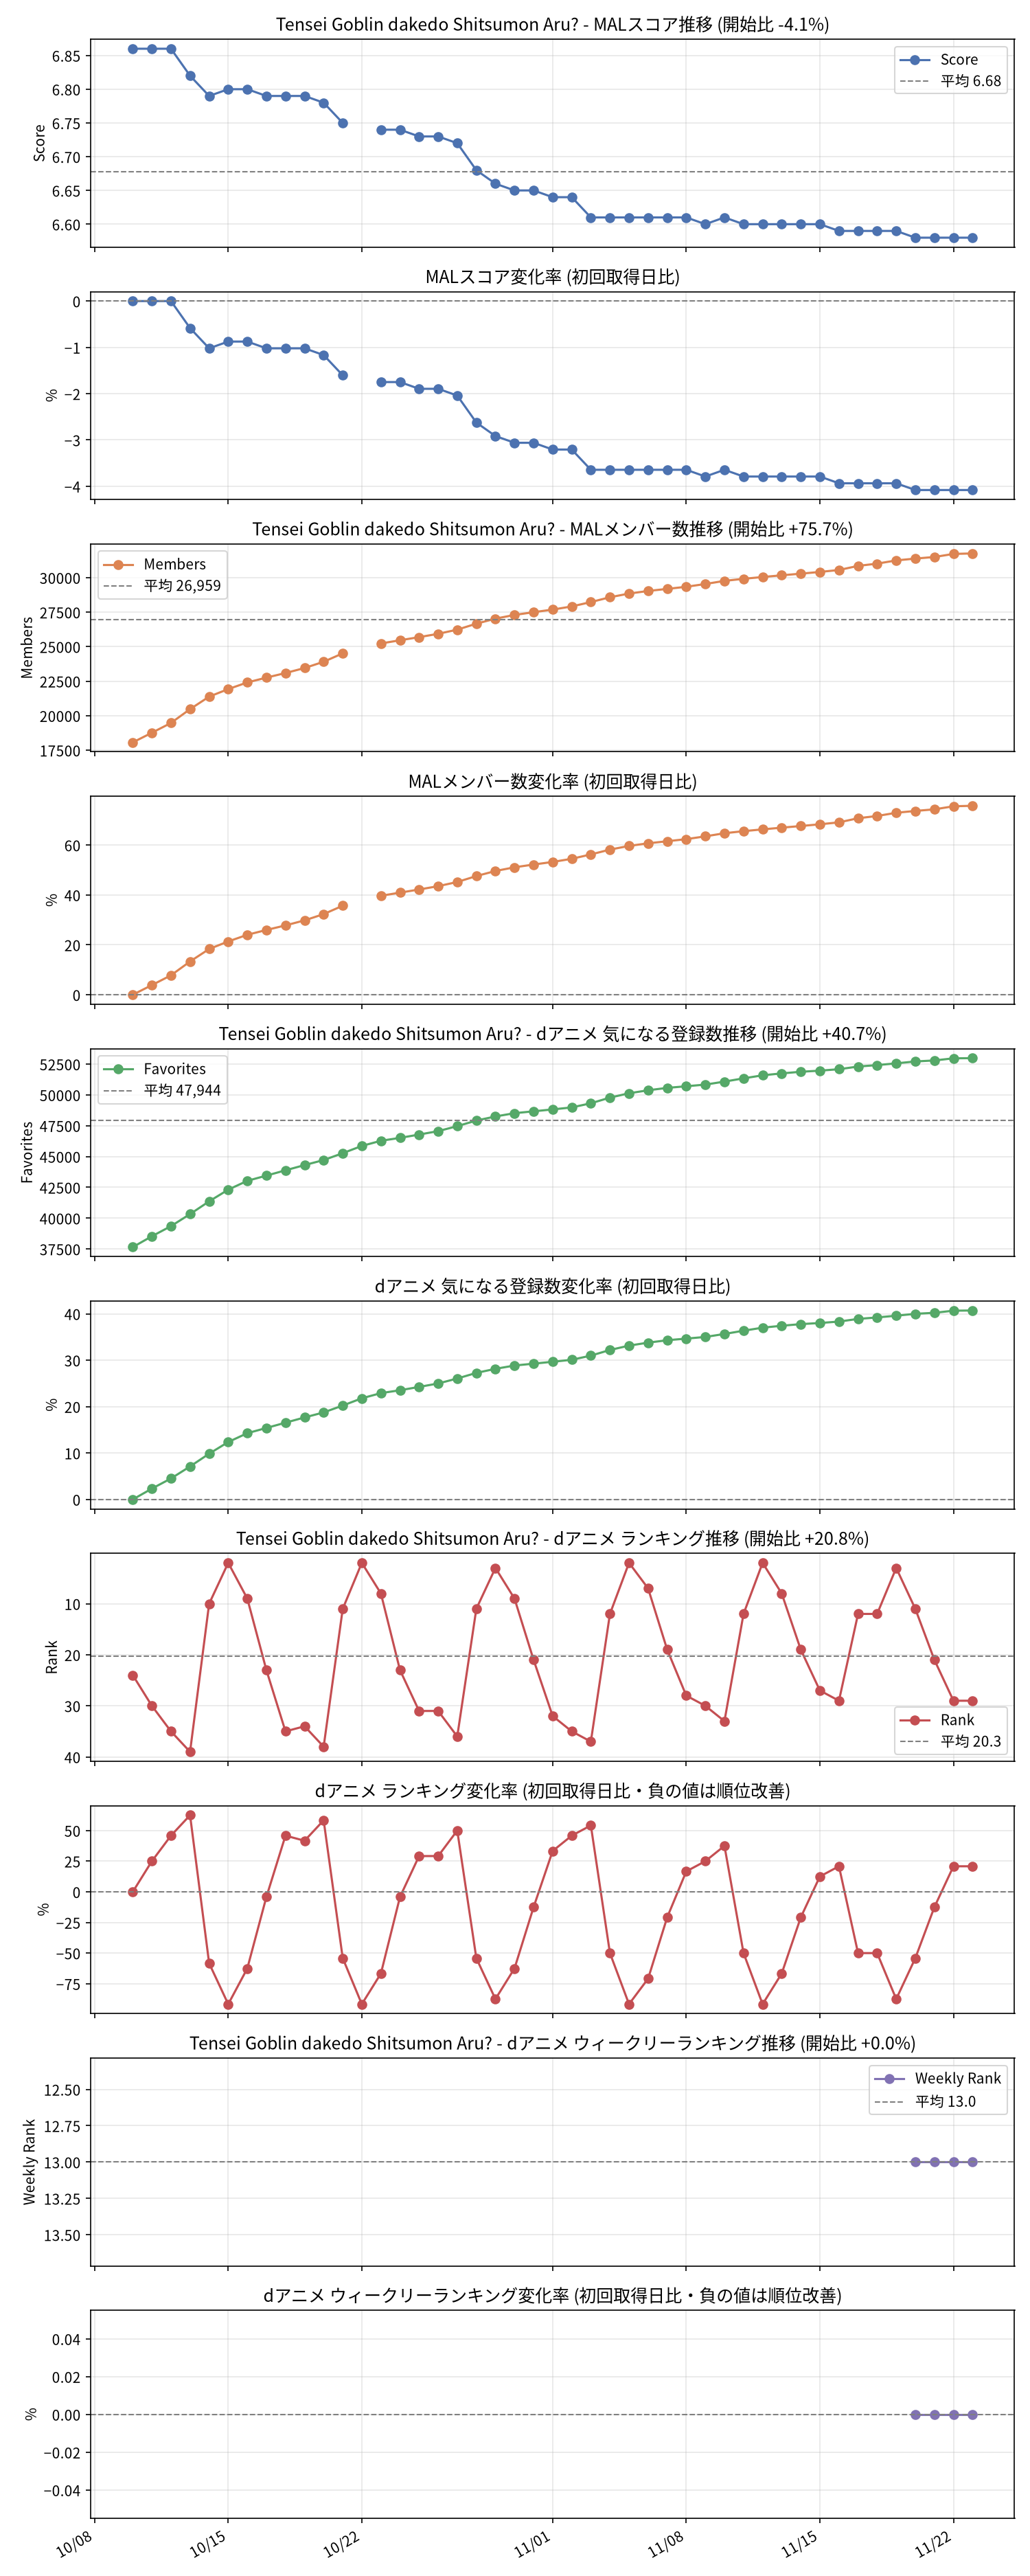 Tensei Goblin dakedo Shitsumon Aru? - MALスコア推移 (開始比 -4.1%)
6.85
6.80
6.75
6.70
6.65
6.60
Score
Score
平均 6.68
MALスコア変化率 (初回取得日比)
0
−1
−2
−3
−4
%
Tensei Goblin dakedo Shitsumon Aru? - MALメンバー数推移 (開始比 +75.7%)
30000
27500
25000
22500
20000
17500
Members
Members
平均 26,959
MALメンバー数変化率 (初回取得日比)
60
40
20
0
%
Tensei Goblin dakedo Shitsumon Aru? - dアニメ 気になる登録数推移 (開始比 +40.7%)
52500
50000
47500
45000
42500
40000
37500
Favorites
Favorites
平均 47,944
dアニメ 気になる登録数変化率 (初回取得日比)
40
30
20
10
0
%
Tensei Goblin dakedo Shitsumon Aru? - dアニメ ランキング推移 (開始比 +20.8%)
10
20
30
40
Rank
Rank
平均 20.3
dアニメ ランキング変化率 (初回取得日比・負の値は順位改善)
50
25
0
−25
−50
−75
%
Tensei Goblin dakedo Shitsumon Aru? - dアニメ ウィークリーランキング推移 (開始比 +0.0%)
12.50
12.75
13.00
13.25
13.50
Weekly Rank
Weekly Rank
平均 13.0
dアニメ ウィークリーランキング変化率 (初回取得日比・負の値は順位改善)
0.04
0.02
0.00
−0.02
−0.04
%
10/08
10/15
10/22
11/01
11/08
11/15
11/22